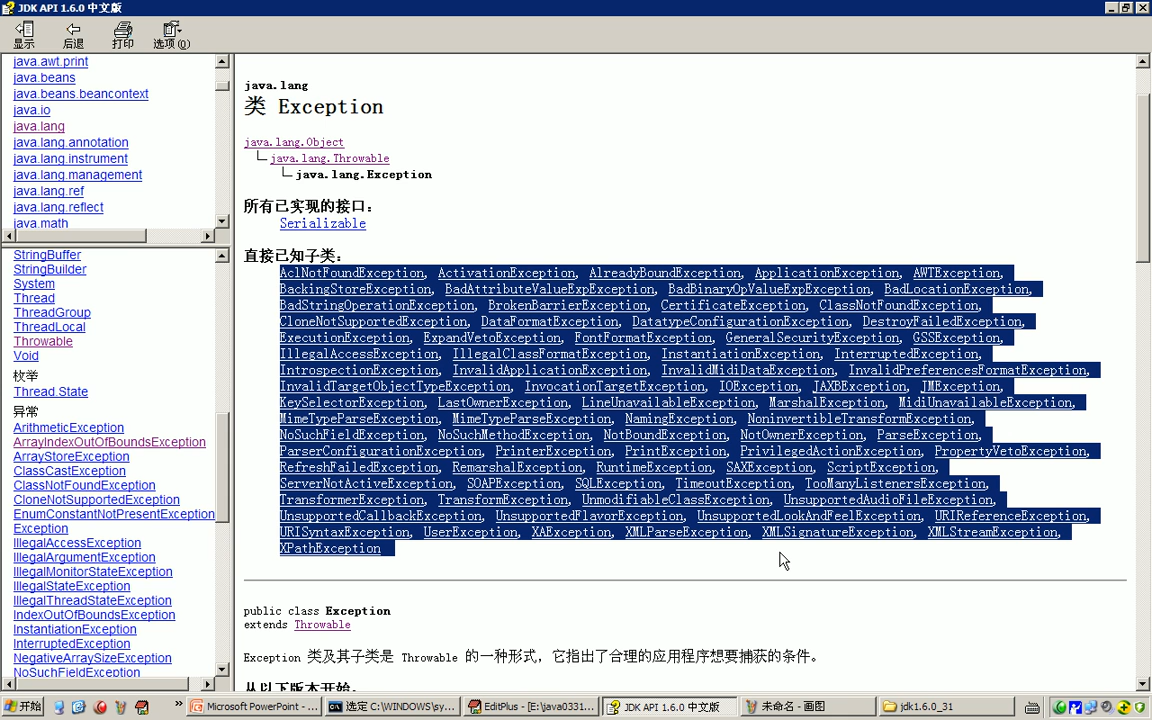 JDK API 1.6.0 中文版
显示 后退 打印 选项(O)
java.awt.print
java.beans
java.beans.beancontext
java.io
java.lang
java.lang.annotation
java.lang.instrument
java.lang.management
java.lang.ref
java.lang.reflect
java.math
StringBuffer
StringBuilder
System
Thread
ThreadGroup
ThreadLocal
Throwable
Void
枚举
Thread.State
异常
ArithmeticException
ArrayIndexOutOfBoundsException
ArrayStoreException
ClassCastException
ClassNotFoundException
CloneNotSupportedException
EnumConstantNotPresentException
Exception
IllegalAccessException
IllegalArgumentException
IllegalMonitorStateException
IllegalStateException
IllegalThreadStateException
IndexOutOfBoundsException
InstantiationException
InterruptedException
NegativeArraySizeException
NoSuchFieldException
java.lang
类 Exception
java.lang.Object
java.lang.Throwable
java.lang.Exception
所有已实现的接口:
Serializable
直接已知子类:
AclNotFoundException, ActivationException, AlreadyBoundException, ApplicationException, AWTException,
BackingStoreException, BadAttributeValueExpException, BadBinaryOpValueExpException, BadLocationException,
BadStringOperationException, BrokenBarrierException, CertificateException, ClassNotFoundException,
CloneNotSupportedException, DataFormatException, DatatypeConfigurationException, DestroyFailedException,
ExecutionException, ExpandVetoException, FontFormatException, GeneralSecurityException, GSSException,
IllegalAccessException, IllegalClassFormatException, InstantiationException, InterruptedException,
IntrospectionException, InvalidApplicationException, InvalidMidiDataException, InvalidPreferencesFormatException,
InvalidTargetObjectTypeException, InvocationTargetException, IOException, JAXBException, JMException,
KeySelectorException, LastOwnerException, LineUnavailableException, MarshalException, MidiUnavailableException,
MimeTypeParseException, MimeTypeParseException, NamingException, NoninvertibleTransformException,
NoSuchFieldException, NoSuchMethodException, NotBoundException, NotOwnerException, ParseException,
ParserConfigurationException, PrinterException, PrintException, PrivilegedActionException, PropertyVetoException,
RefreshFailedException, RemarshalException, RuntimeException, SAXException, ScriptException,
ServerNotActiveException, SOAPException, SQLException, TimeoutException, TooManyListenersException,
TransformerException, TransformException, UnmodifiableClassException, UnsupportedAudioFileException,
UnsupportedCallbackException, UnsupportedFlavorException, UnsupportedLookAndFeelException, URIReferenceException,
URISyntaxException, UserException, XAException, XMLParseException, XMLSignatureException, XMLStreamException,
XPathException
public class Exception
extends Throwable
Exception 类及其子类是 Throwable 的一种形式，它指出了合理的应用程序想要捕获的条件。
从以下版本开始:
开始 » Microsoft PowerPoint - ... 选定 C:\WINDOWS\sy... EditPlus - [E:\java0331... JDK API 1.6.0 中文版 未命名 - 画图 jdk1.6.0_31